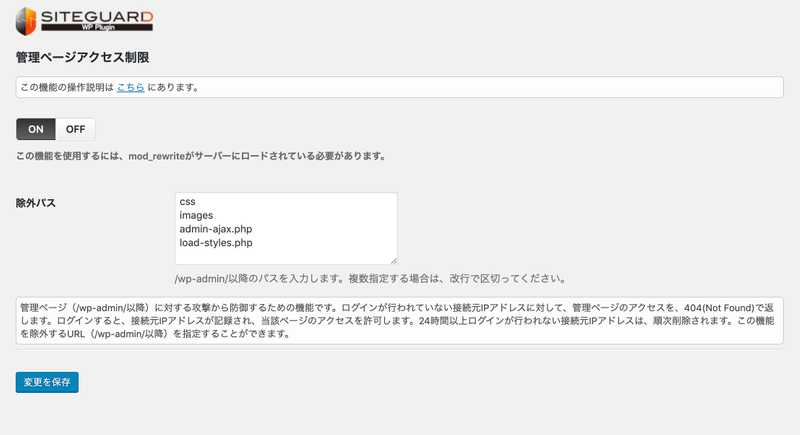 SITEGUARD
WP Plugin
管理ページアクセス制限
この機能の操作説明は こちら にあります。
ON OFF
この機能を使用するには、mod_rewriteがサーバーにロードされている必要があります。
除外パス
css
images
admin-ajax.php
load-styles.php
/wp-admin/以降のパスを入力します。複数指定する場合は、改行で区切ってください。
管理ページ（/wp-admin/以降）に対する攻撃から防御するための機能です。ログインが行われていない接続元IPアドレスに対して、管理ページのアクセスを、404(Not Found)で返
します。ログインすると、接続元IPアドレスが記録され、当該ページのアクセスを許可します。24時間以上ログインが行われない接続元IPアドレスは、順次削除されます。この機能
を除外するURL（/wp-admin/以降）を指定することができます。
変更を保存